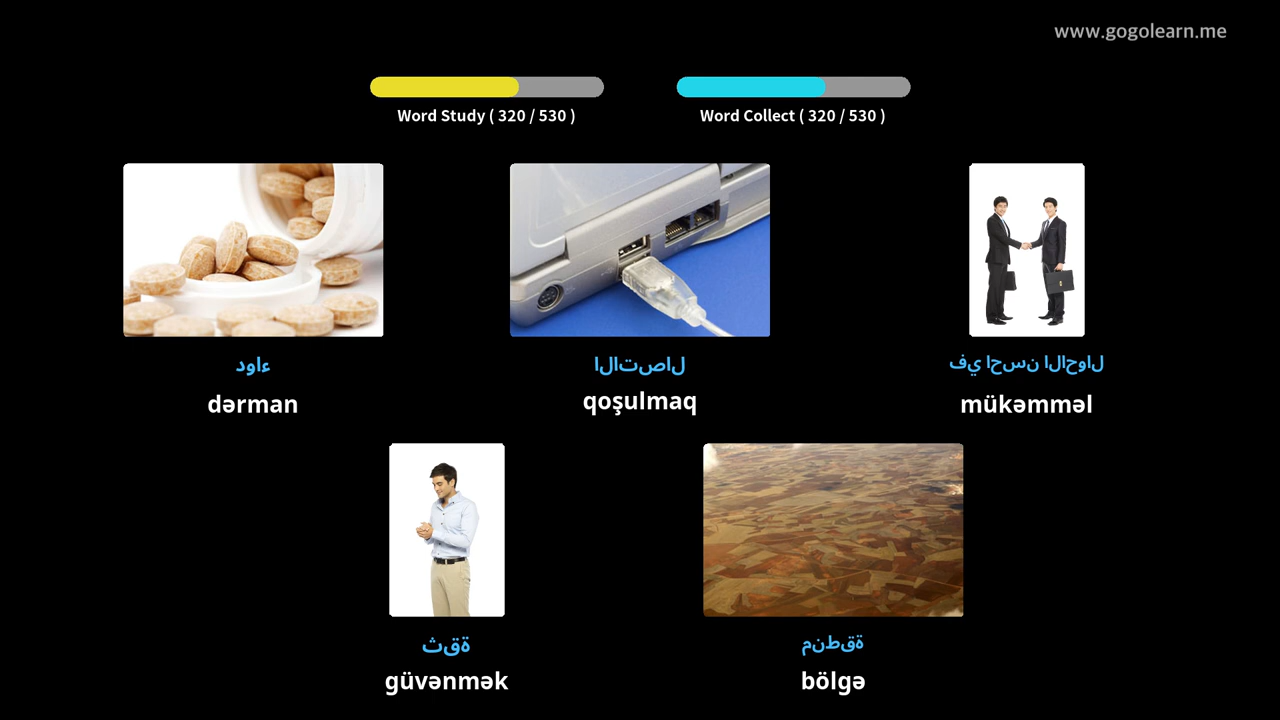 www.gogolearn.me
Word Study ( 320 / 530 )
Word Collect ( 320 / 530 )
دواء
dərman
الاتصال
qoşulmaq
في احسن الاحوال
mükəmməl
ثقة
güvənmək
منطقة
bölgə